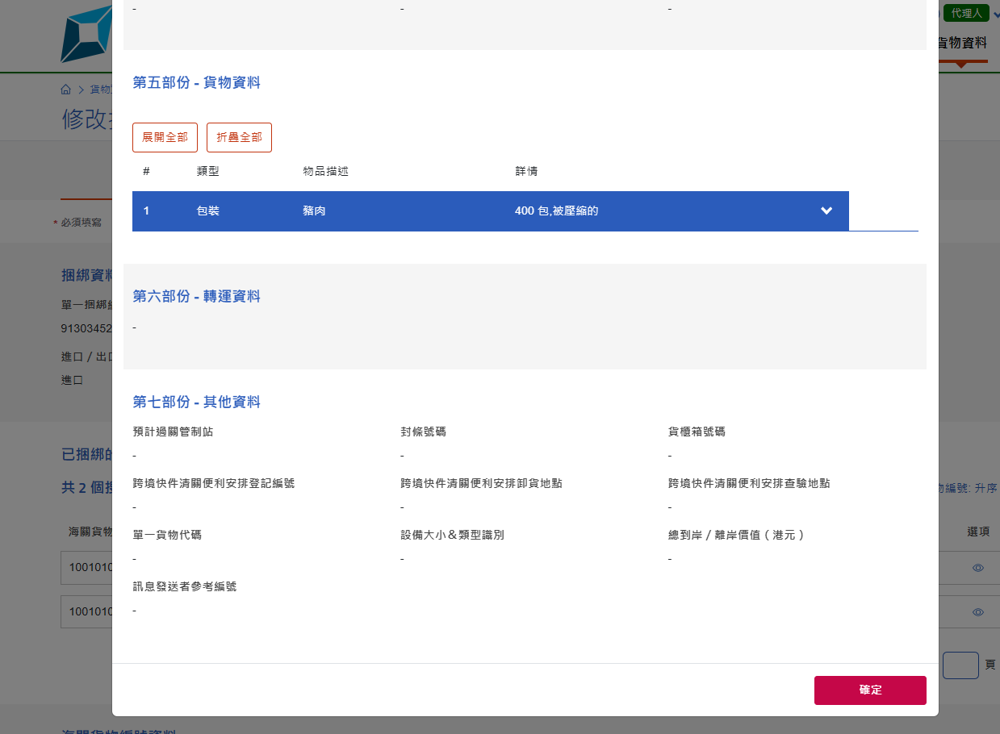 - - -
代理人
貨物資料
第五部份 - 貨物資料
貨物
修改
展開全部 折疊全部
# 類型 物品描述 詳情
1 包裝 豬肉 400 包,被壓縮的
* 必須填寫
捆綁資料
第六部份 - 轉運資料
單一捆綁
-
91303452
進口 / 出口
進口
第七部份 - 其他資料
預計過關管制站 封條號碼 貨櫃箱號碼
- - -
已捆綁的
跨境快件清關便利安排登記編號 跨境快件清關便利安排卸貨地點 跨境快件清關便利安排查驗地點
共 2 個 物編號: 升序
- - -
海關貨物 選項
單一貨物代碼 設備大小&類型識別 總到岸 / 離岸價值 ( 港元 )
- - -
100101
訊息發送者參考編號
-
100101
頁
確定
海關貨物編號資料